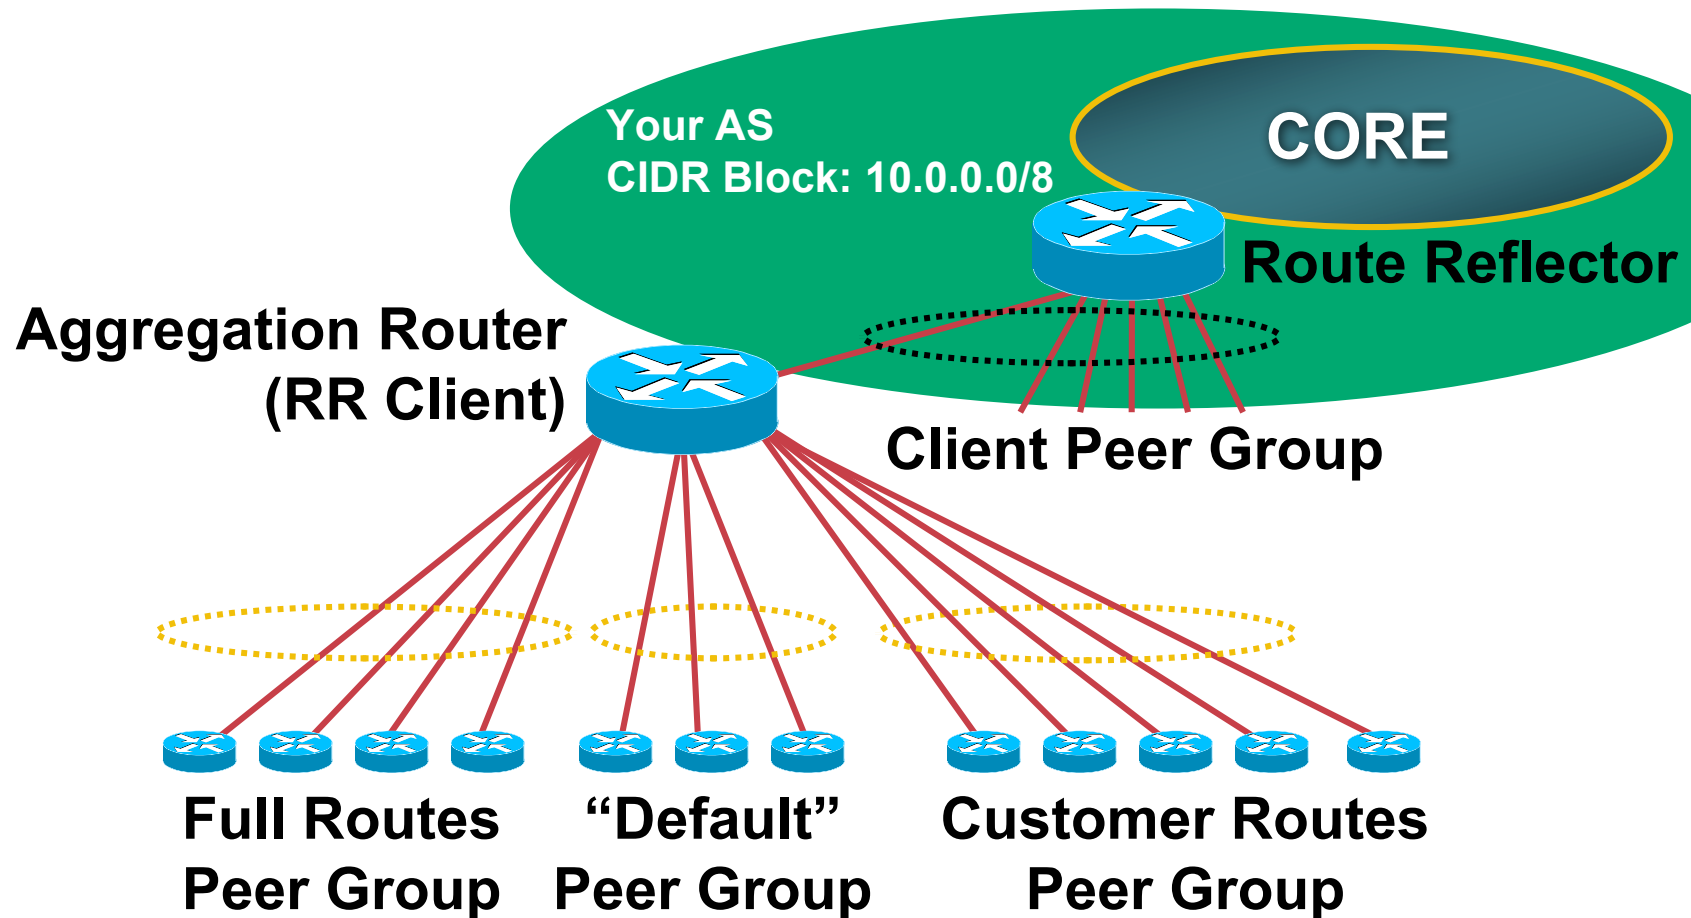 Your AS
CIDR Block: 10.0.0.0/8
CORE
Route Reflector
Aggregation Router
(RR Client)
Client Peer Group
Full Routes
Peer Group
“Default”
Peer Group
Customer Routes
Peer Group